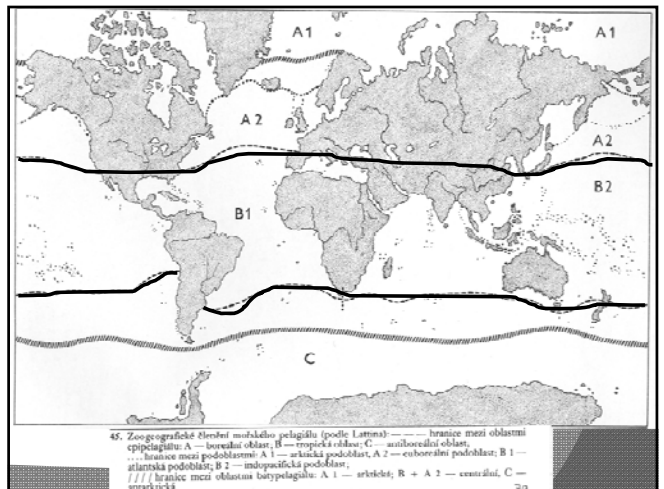 A1 A1
A2
A2
B1 B2
C
45. Zoogeografické členění mořského pelagiálu (podle Lattina): — — — hranice mezi oblastmi
epipelagiálu: A — boreální oblast; B — tropická oblast; C — antiboreální oblast,
.... hranice mezi podoblastmi: A 1 — arktická podoblast, A 2 — euboreální podoblast; B 1 —
atlantská podoblast; B 2 — indopacifická podoblast,
//// hranice mezi oblastmi batypelagiálu: A 1 — arktické; B + A 2 — centrální, C —
antarktická